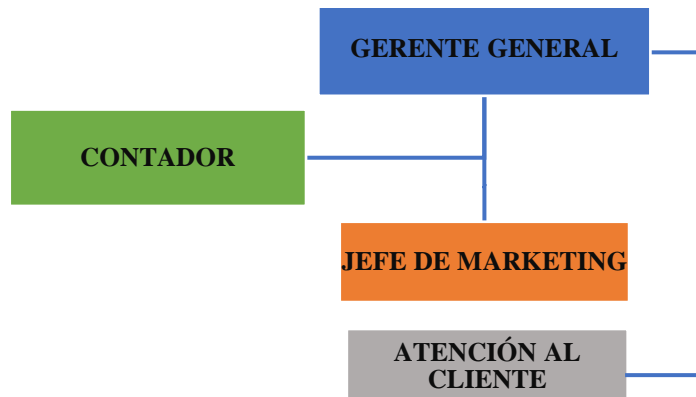 GERENTE GENERAL
CONTADOR
JEFE DE MARKETING
ATENCIÓN AL
CLIENTE